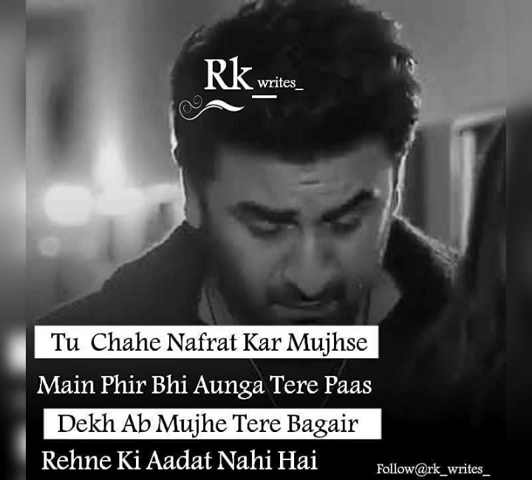 Rk writes_
Tu Chahe Nafrat Kar Mujhse
Main Phir Bhi Aunga Tere Paas
Dekh Ab Mujhe Tere Bagair
Rehne Ki Aadat Nahi Hai
Follow@rk_writes_